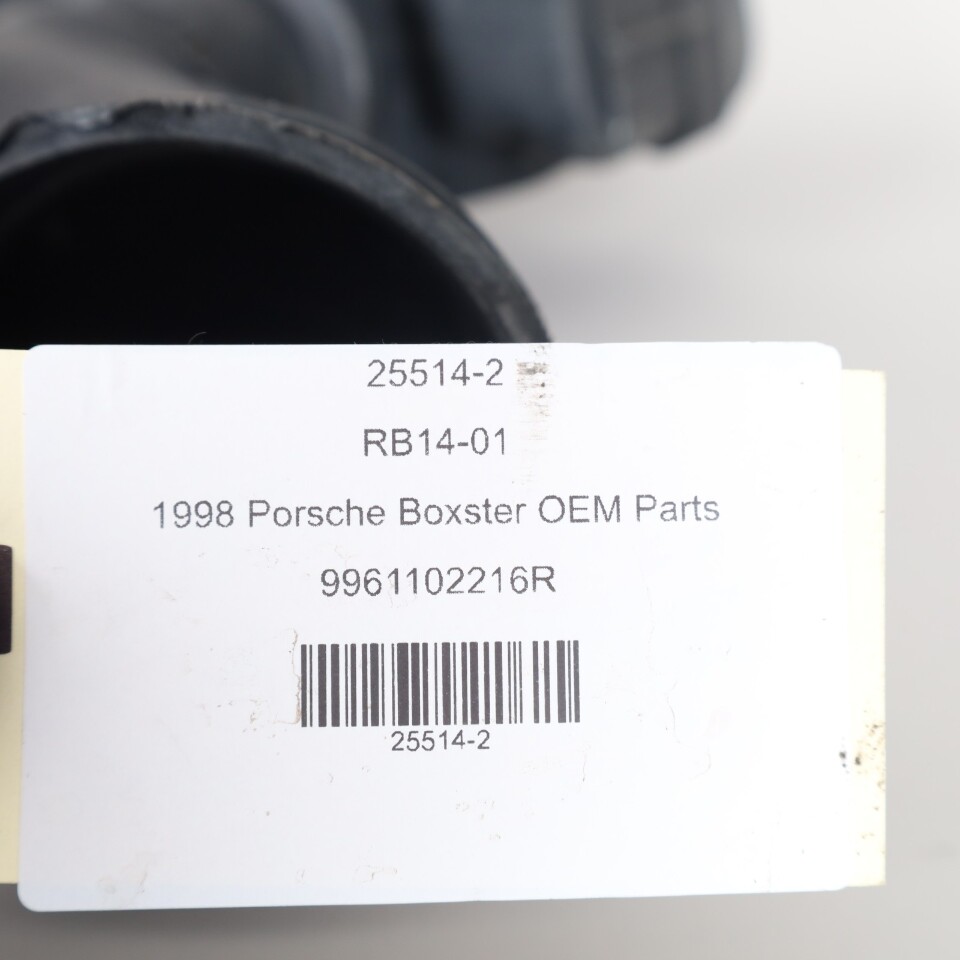 25514-2
RB14-01
1998 Porsche Boxster OEM Parts
9961102216R
25514-2